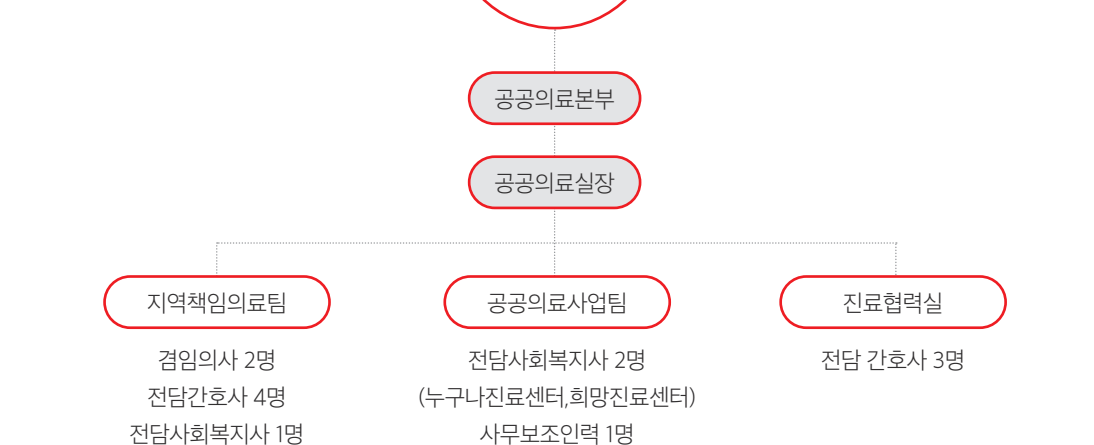 공공의료본부
공공의료실장
지역책임의료팀
겸임의사 2명
전담간호사 4명
전담사회복지사 1명
공공의료사업팀
전담사회복지사 2명
(누구나진료센터,희망진료센터)
사무보조인력 1명
진료협력실
전담 간호사 3명